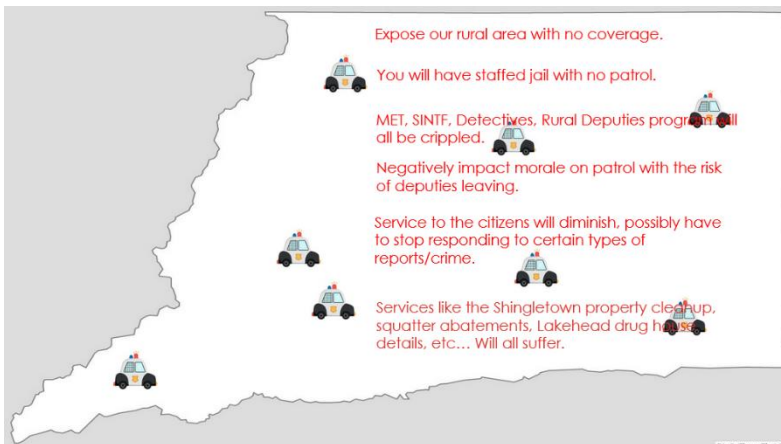 Expose our rural area with no coverage.
You will have staffed jail with no patrol.
MET, SINTF, Detectives, Rural Deputies program will
all be crippled.
Negatively impact morale on patrol with the risk
of deputies leaving.
Service to the citizens will diminish, possibly have
to stop responding to certain types of
reports/crime.
Services like the Shingletown property cleanup,
squatter abatements, Lakehead drug house
details, etc... Will all suffer.